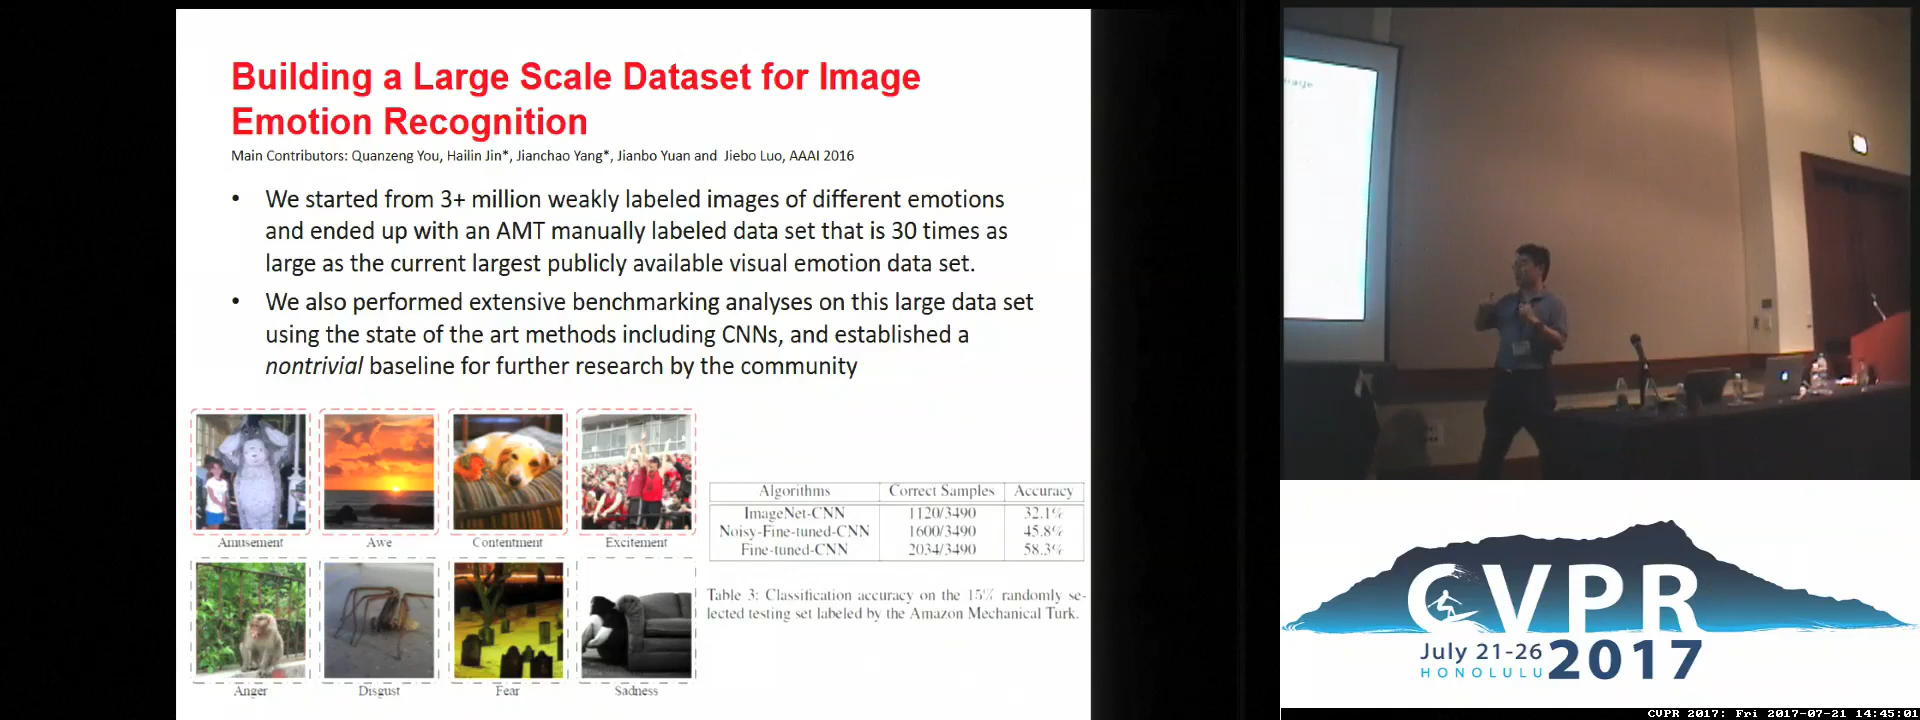 Building a Large Scale Dataset for Image
Emotion Recognition
Main Contributors: Quanzeng You, Hailin Jin*, Jianchao Yang*, Jianbo Yuan and Jiebo Luo, AAAI 2016
• We started from 3+ million weakly labeled images of different emotions
and ended up with an AMT manually labeled data set that is 30 times as
large as the current largest publicly available visual emotion data set.
• We also performed extensive benchmarking analyses on this large data set
using the state of the art methods including CNNs, and established a
nontrivial baseline for further research by the community
Amusement Awe Contentment Excitement
Anger Disgust Fear Sadness
Algorithms Correct Samples Accuracy
ImageNet-CNN 1120/3490 32.1%
Noisy-Fine-tuned-CNN 1600/3490 45.8%
Fine-tuned-CNN 2034/3490 58.3%
Table 3: Classification accuracy on the 15% randomly se-
lected testing set labeled by the Amazon Mechanical Turk.
CVPR
July 21-26
HONOLULU 2017
CVPR 2017: Fri 2017-07-21 14:45:01